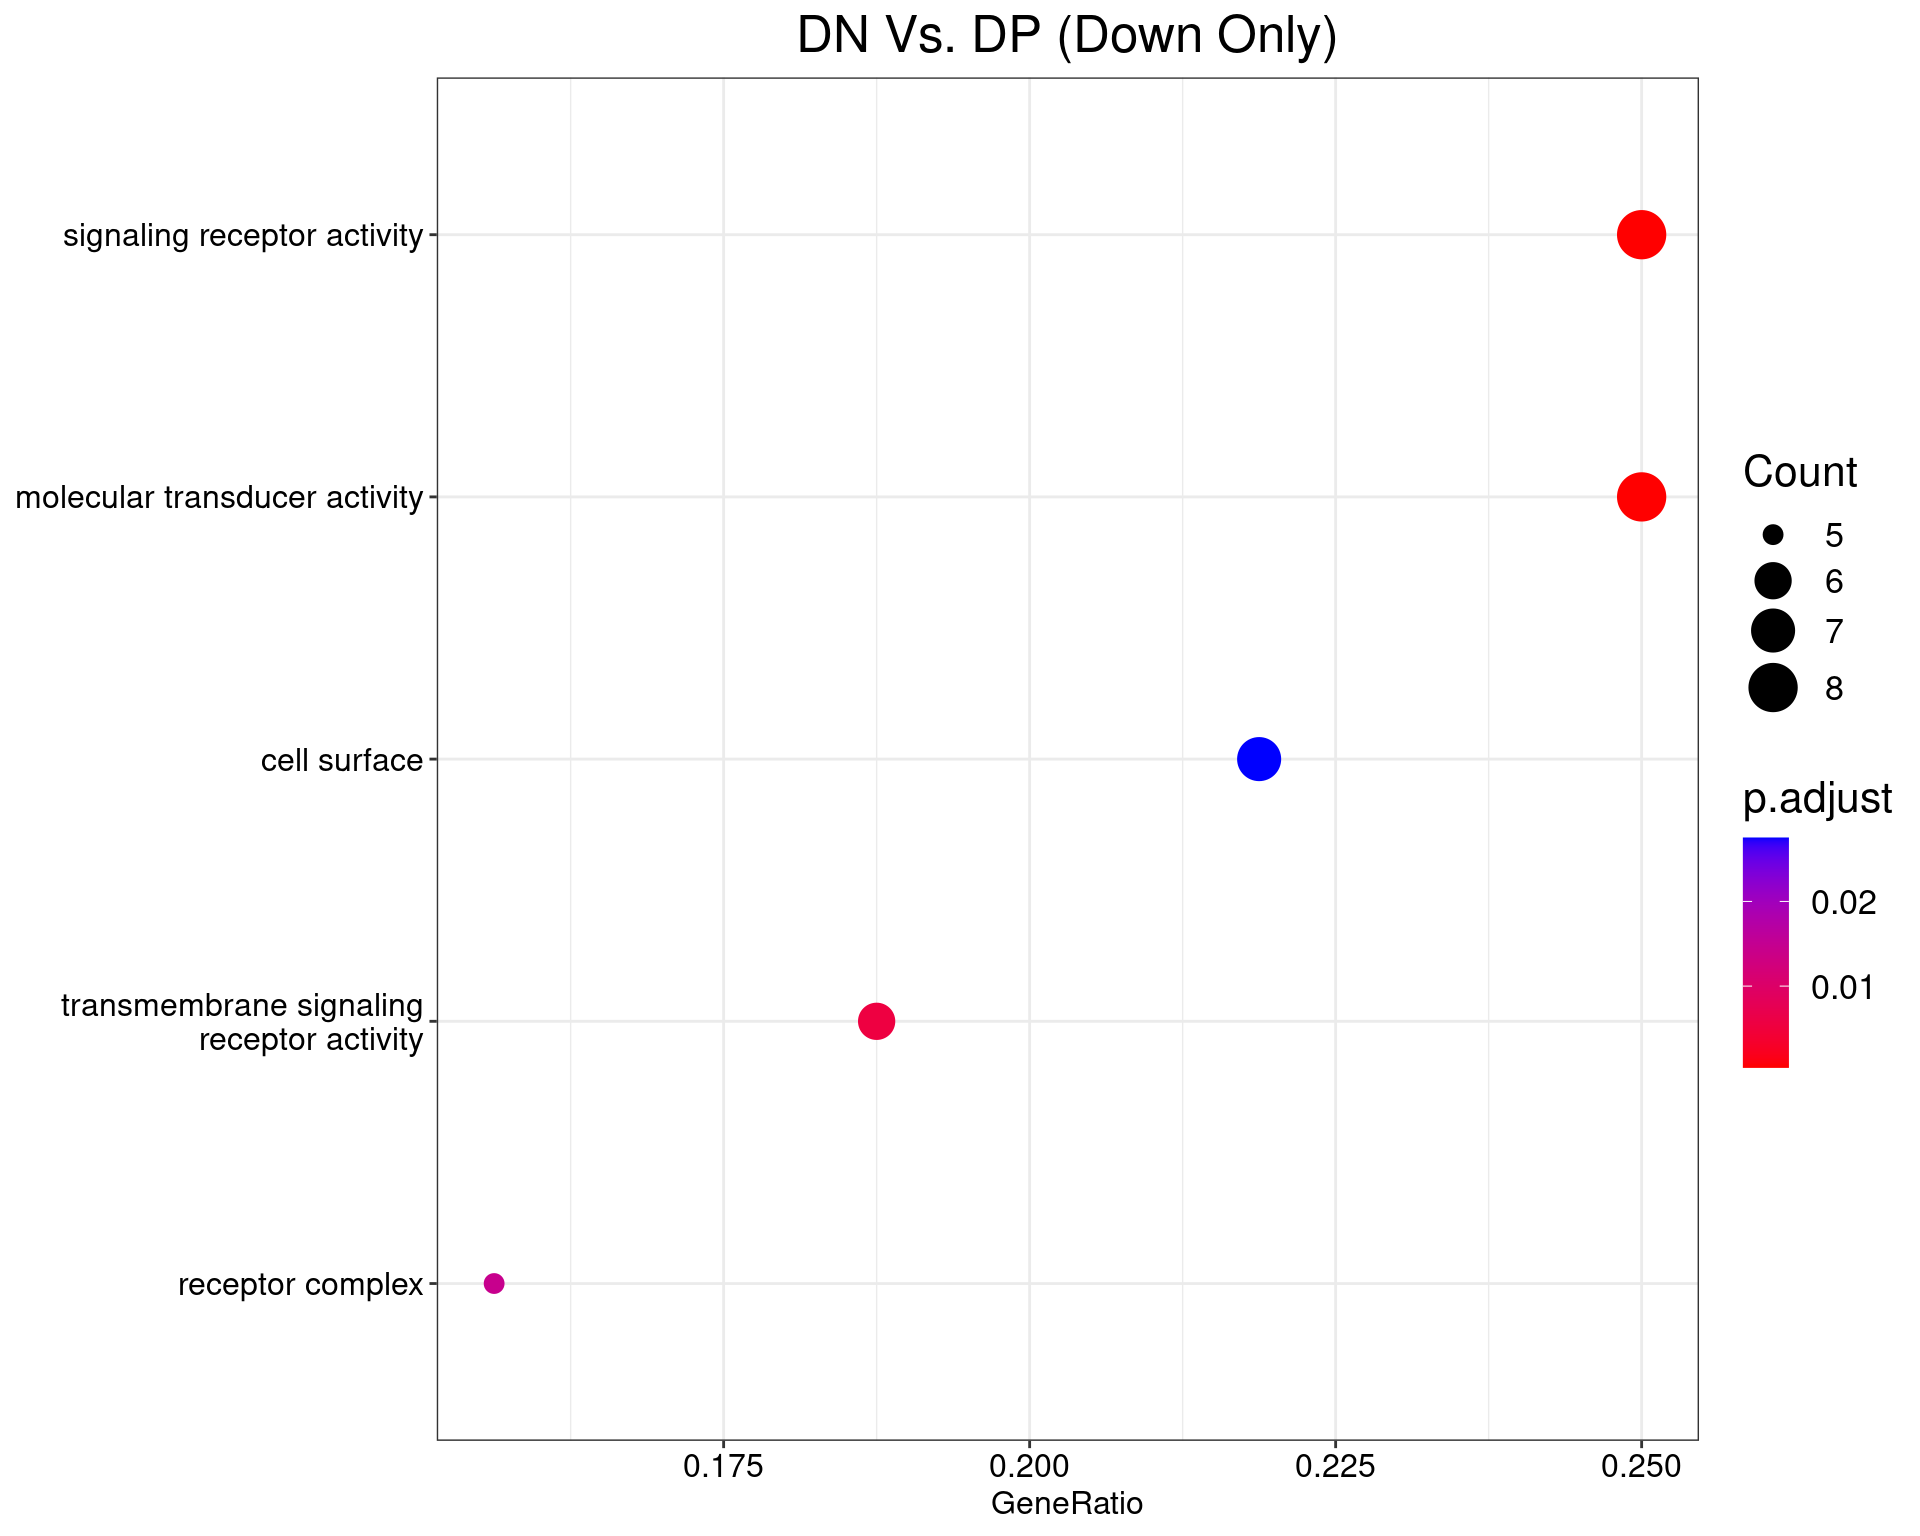 DN Vs. DP (Down Only)
signaling receptor activity
molecular transducer activity
cell surface
transmembrane signaling
receptor activity
receptor complex
0.175
0.200
0.225
0.250
GeneRatio
Count
5
6
7
8
p.adjust
0.02
0.01